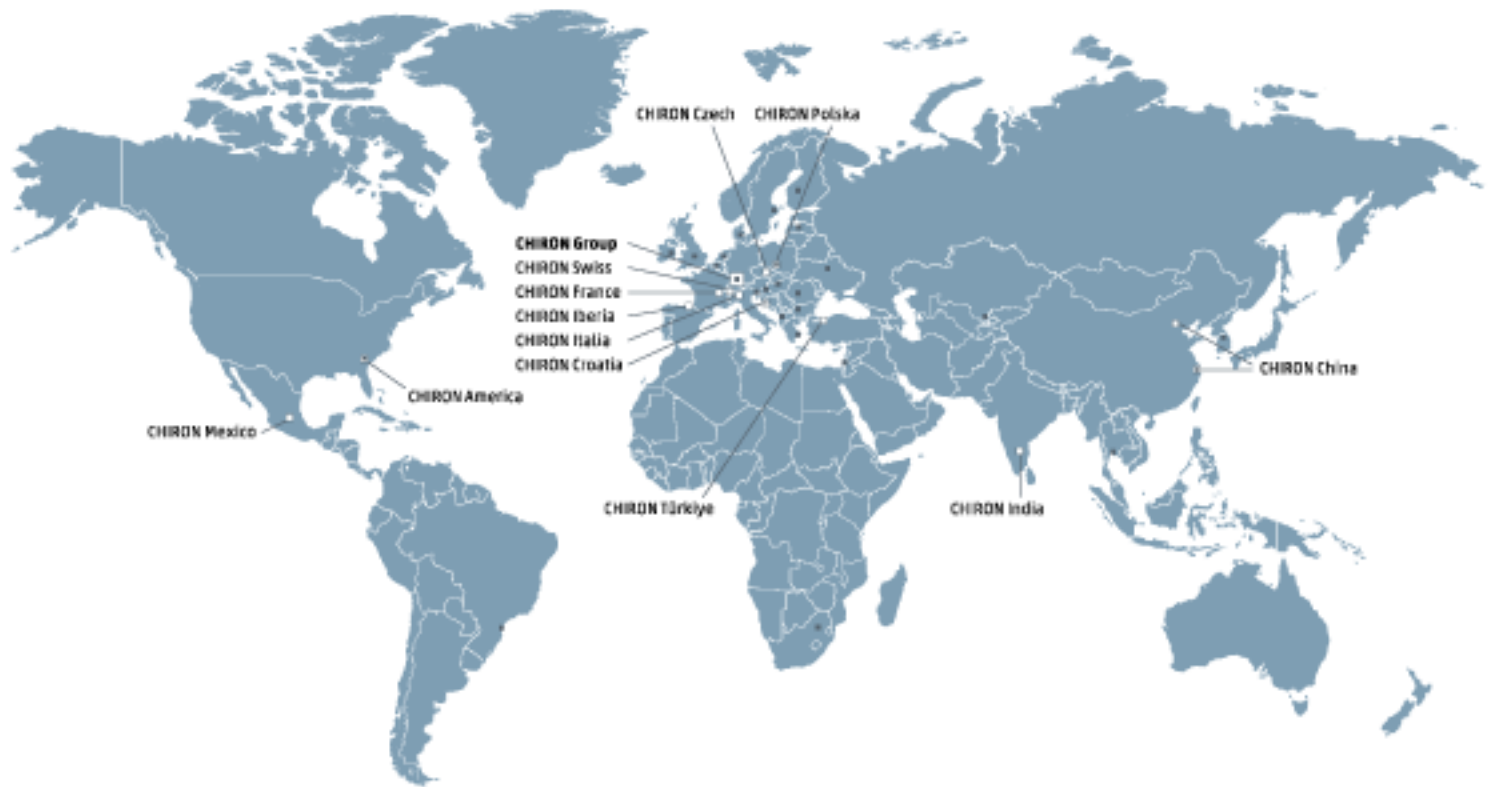 CHIRON Czech
CHIRON Polska
CHIRON Group
CHIRON Swiss
CHIRON France
CHIRON Iberia
CHIRON Italia
CHIRON Croatia
CHIRON China
CHIRON America
CHIRON Mexico
CHIRON Türkiye
CHIRON India